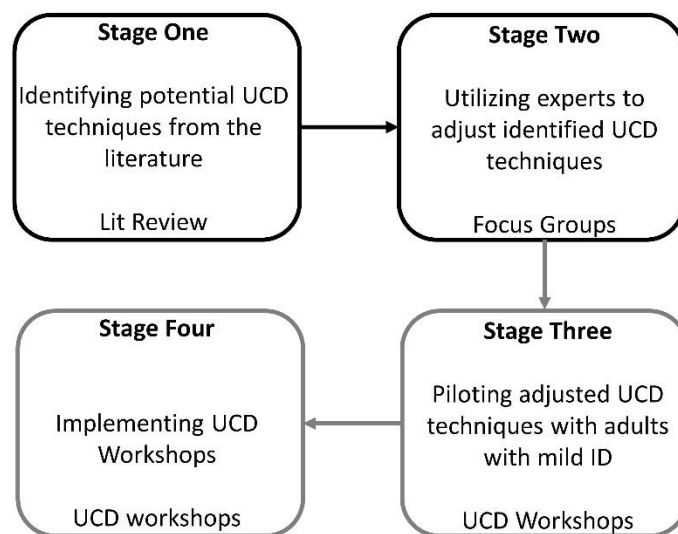 Stage One
Identifying potential UCD
techniques from the
literature
Lit Review
Stage Two
Utilizing experts to
adjust identified UCD
techniques
Focus Groups
Stage Three
Piloting adjusted UCD
techniques with adults
with mild ID
UCD Workshops
Stage Four
Implementing UCD
Workshops
UCD workshops